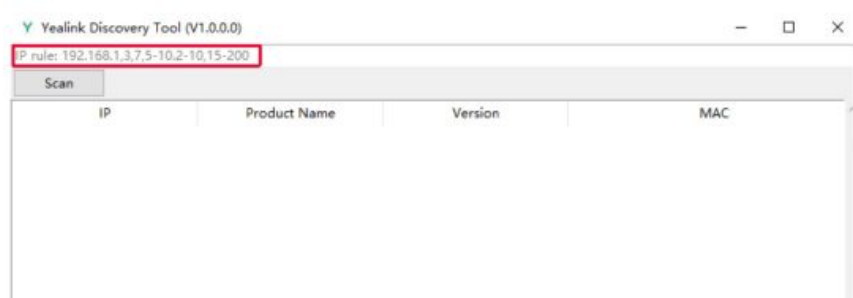 Yealink Discovery Tool (V1.0.0.0)
IP rule: 192.168.1,3,7,5-10.2-10,15-200
Scan
IP Product Name Version MAC